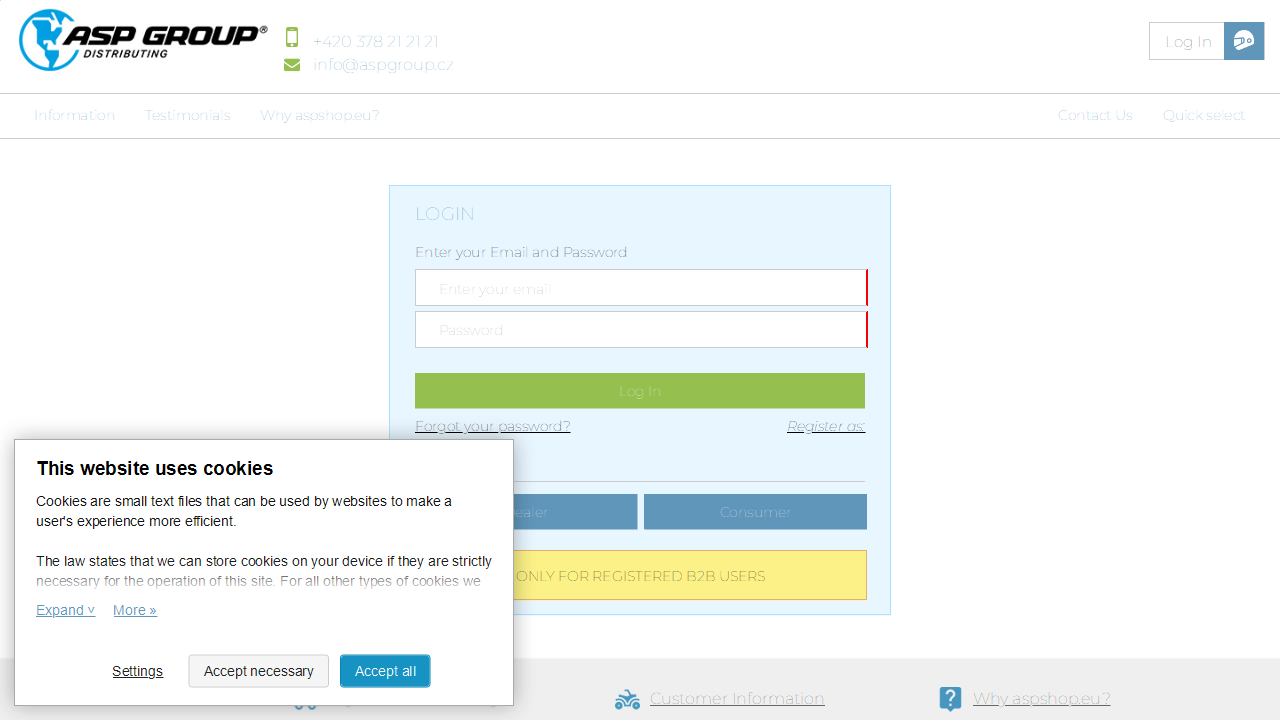 ASP GROUP®
DISTRIBUTING
+420 378 21 21 21
info@aspgroup.cz
Log In
Information
Testimonials
Why aspshop.eu?
Contact Us
Quick select
LOGIN
Enter your Email and Password
Enter your email
Password
Log In
Forgot your password?
Register as:
Consumer
ONLY FOR REGISTERED B2B USERS
This website uses cookies
Cookies are small text files that can be used by websites to make a
user's experience more efficient.
The law states that we can store cookies on your device if they are strictly
necessary for the operation of this site. For all other types of cookies we
Expand ˅
More »
Settings
Accept necessary
Accept all
Customer Information
Why aspshop.eu?